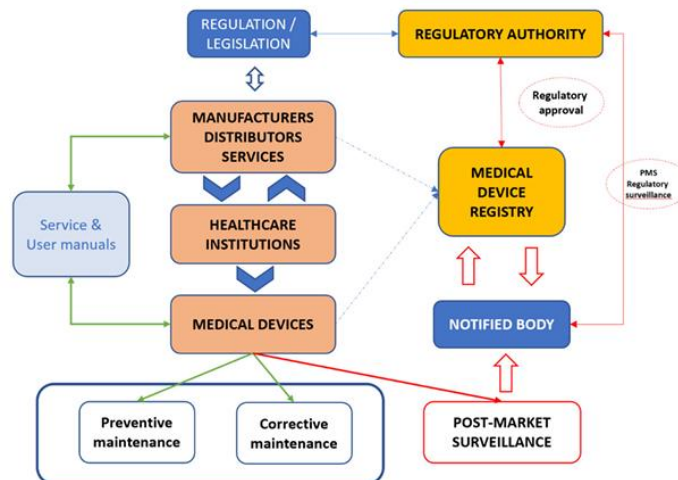 REGULATION /
LEGISLATION
REGULATORY AUTHORITY
Regulatory
approval
MANUFACTURERS
DISTRIBUTORS
SERVICES
MEDICAL
DEVICE
REGISTRY
PMS
Regulatory
surveillance
Service &
User manuals
HEALTHCARE
INSTITUTIONS
MEDICAL DEVICES
NOTIFIED BODY
Preventive
maintenance
Corrective
maintenance
POST-MARKET
SURVEILLANCE